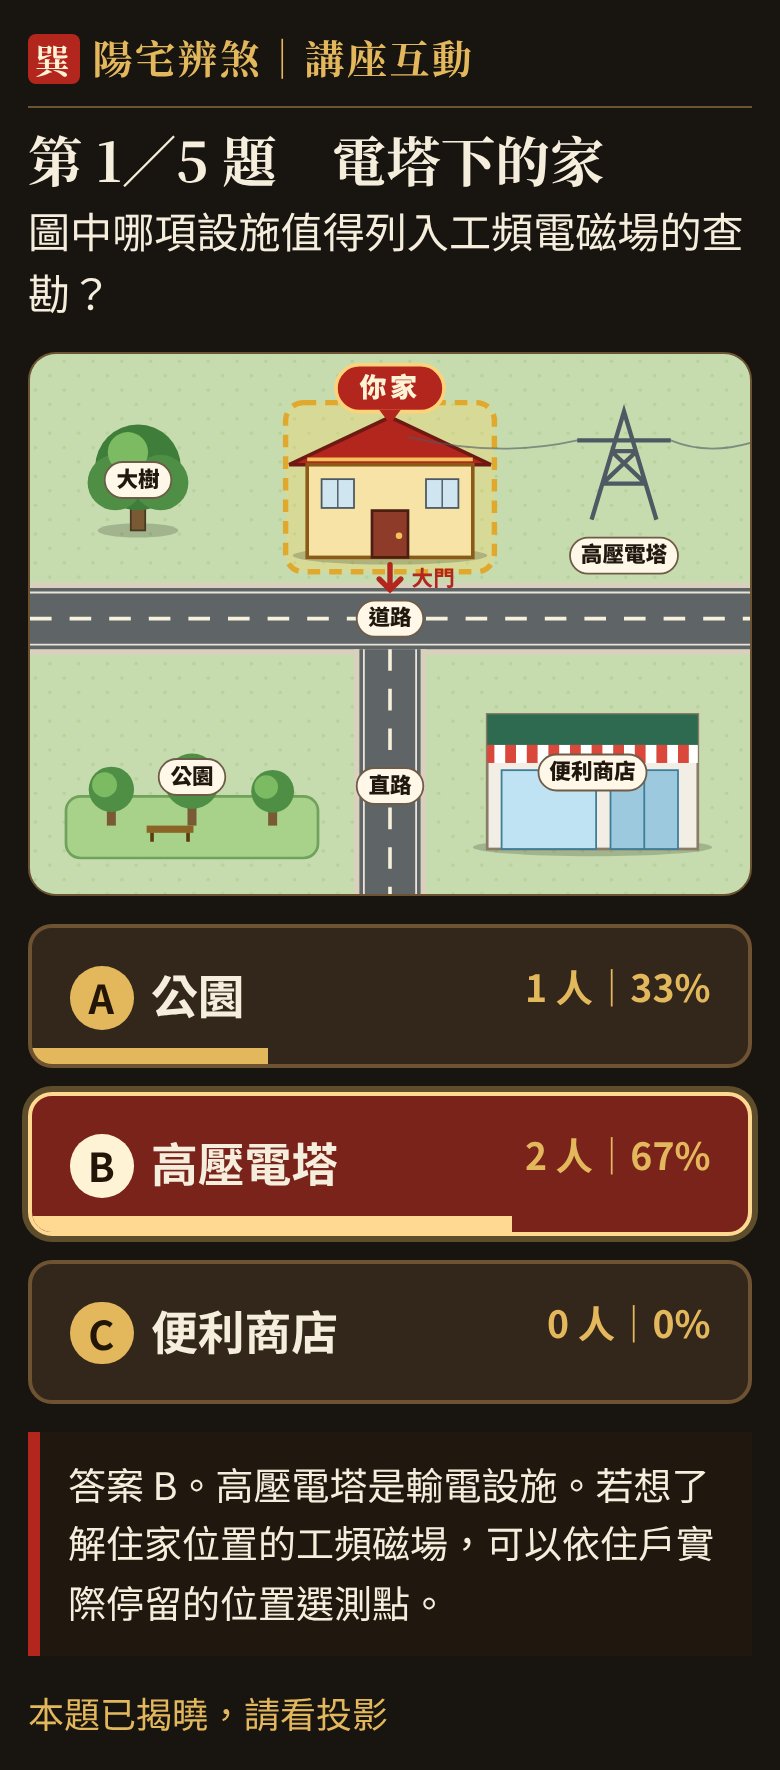 巽 陽宅辨煞｜講座互動
第 1／5 題　電塔下的家
圖中哪項設施值得列入工頻電磁場的查
勘？
你家
大樹
高壓電塔
大門
道路
公園
直路
便利商店
A 公園 1 人｜33%
B 高壓電塔 2 人｜67%
C 便利商店 0 人｜0%
答案 B。高壓電塔是輸電設施。若想了
解住家位置的工頻磁場，可以依住戶實
際停留的位置選測點。
本題已揭曉，請看投影